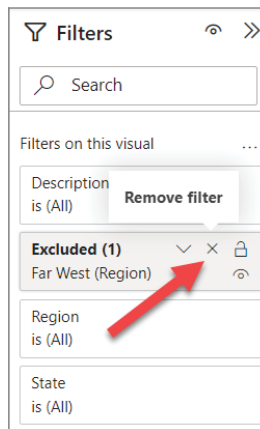 Filters
Search
Filters on this visual
...
Description
is (All)
Remove filter
Excluded (1)
Far West (Region)
Region
is (All)
State
is (All)